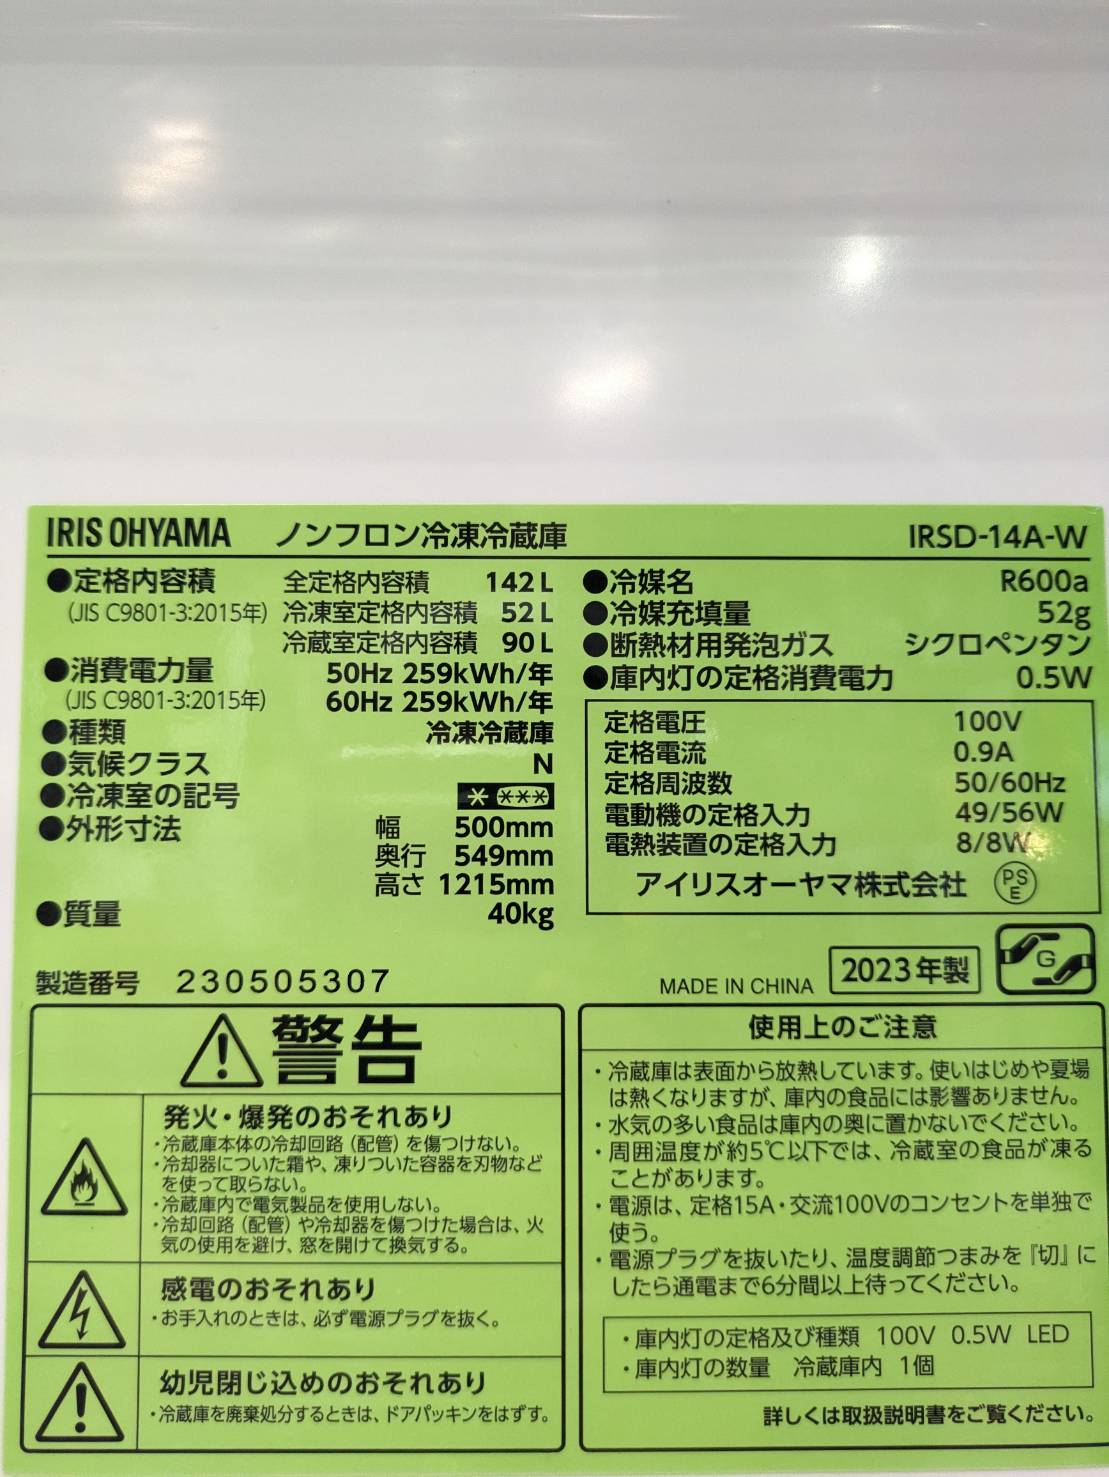 IRIS OHYAMA ノンフロン冷凍冷蔵庫 IRSD-14A-W
●定格内容積 全定格内容積 142L
(JIS C9801-3:2015年) 冷凍室定格内容積 52L
冷蔵室定格内容積 90L
●消費電力量 50Hz 259kWh/年
(JIS C9801-3:2015年) 60Hz 259kWh/年
●種類 冷凍冷蔵庫
●気候クラス N
●冷凍室の記号 * ***
●外形寸法 幅 500mm
奥行 549mm
高さ 1215mm
●質量 40kg
●冷媒名 R600a
●冷媒充填量 52g
●断熱材用発泡ガス シクロペンタン
●庫内灯の定格消費電力 0.5W
定格電圧 100V
定格電流 0.9A
定格周波数 50/60Hz
電動機の定格入力 49/56W
電熱装置の定格入力 8/8W
アイリスオーヤマ株式会社 PSE
製造番号 230505307
MADE IN CHINA 2023年製 G
警告
発火・爆発のおそれあり
・冷蔵庫本体の冷却回路(配管)を傷つけない。
・冷却器についた霜や、凍りついた容器を刃物など
を使って取らない。
・冷蔵庫内で電気製品を使用しない。
・冷却回路(配管)や冷却器を傷つけた場合は、火
気の使用を避け、窓を開けて換気する。
感電のおそれあり
・お手入れのときは、必ず電源プラグを抜く。
幼児閉じ込めのおそれあり
・冷蔵庫を廃棄処分するときは、ドアパッキンをはずす。
使用上のご注意
・冷蔵庫は表面から放熱しています。使いはじめや夏場
は熱くなりますが、庫内の食品には影響ありません。
・水気の多い食品は庫内の奥に置かないでください。
・周囲温度が約5℃以下では、冷蔵室の食品が凍る
ことがあります。
・電源は、定格15A・交流100Vのコンセントを単独で
使う。
・電源プラグを抜いたり、温度調節つまみを『切』に
したら通電まで6分間以上待ってください。
・庫内灯の定格及び種類 100V 0.5W LED
・庫内灯の数量 冷蔵庫内 1個
詳しくは取扱説明書をご覧ください。